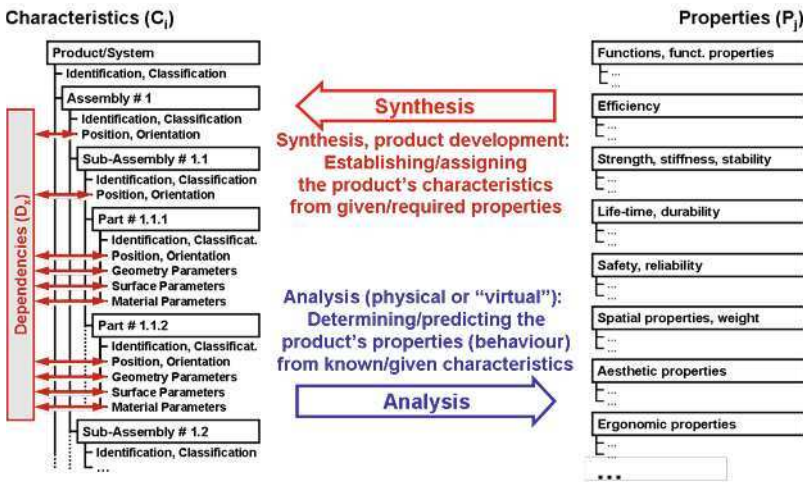 Characteristics (Ci)
Product/System
Identification, Classification
Assembly # 1
Identification, Classification
Position, Orientation
Sub-Assembly # 1.1
Identification, Classification
Position, Orientation
Part # 1.1.1
Identification, Classificat.
Position, Orientation
Geometry Parameters
Surface Parameters
Material Parameters
Part # 1.1.2
Identification, Classificat.
Position, Orientation
Geometry Parameters
Surface Parameters
Material Parameters
Sub-Assembly # 1.2
Identification, Classification
...
Dependencies (Dx)
Synthesis
Synthesis, product development:
Establishing/assigning
the product's characteristics
from given/required properties
Analysis (physical or “virtual”):
Determining/predicting the
product's properties (behaviour)
from known/given characteristics
Analysis
Properties (Pj)
Functions, funct. properties
...
...
Efficiency
...
...
Strength, stiffness, stability
...
...
Life-time, durability
...
...
Safety, reliability
...
...
Spatial properties, weight
...
...
Aesthetic properties
...
...
Ergonomic properties
...
...
...